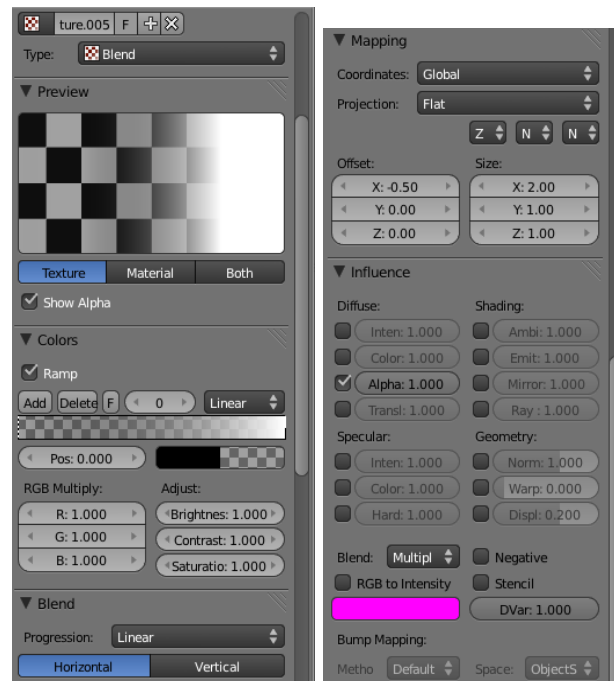 ture.005 F
Type: Blend
Preview
Texture Material Both
Show Alpha
Colors
Ramp
Add Delete F 0 Linear
Pos: 0.000
RGB Multiply: Adjust:
R: 1.000 Brightnes: 1.000
G: 1.000 Contrast: 1.000
B: 1.000 Saturatio: 1.000
Blend
Progression: Linear
Horizontal Vertical
Mapping
Coordinates: Global
Projection: Flat
Z N N
Offset: Size:
X: -0.50 X: 2.00
Y: 0.00 Y: 1.00
Z: 0.00 Z: 1.00
Influence
Diffuse: Shading:
Inten: 1.000 Ambi: 1.000
Color: 1.000 Emit: 1.000
Alpha: 1.000 Mirror: 1.000
Transl: 1.000 Ray : 1.000
Specular: Geometry:
Inten: 1.000 Norm: 1.000
Color: 1.000 Warp: 0.000
Hard: 1.000 Displ: 0.200
Blend: Multipl Negative
RGB to Intensity Stencil
DVar: 1.000
Bump Mapping:
Metho Default Space: ObjectS